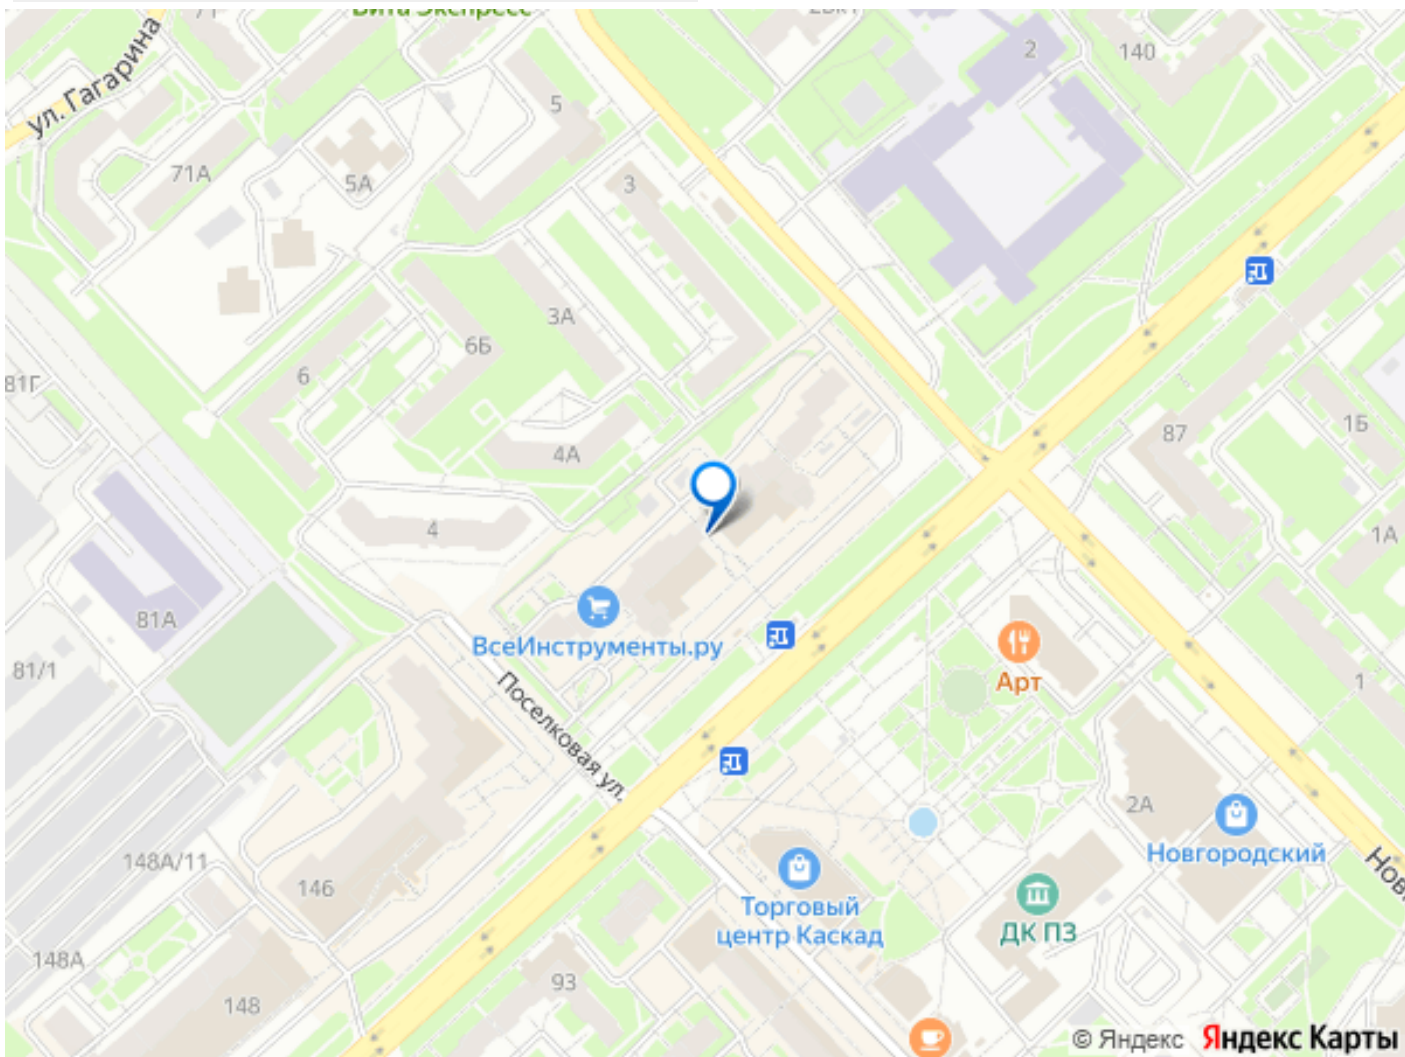 Вита Экспресс
2
140
ул. Гагарина
5
71А
5А
3
3А
6Б
6
81Г
1Б
87
4А
4
1А
81А
ВсеИнструменты.ру
81/1
Арт
1
Поселковая ул.
2А
Новгородский
148А/11
146
Торговый
центр Каскад
ДК ПЗ
148А
93
148
© Яндекс Яндекс Карты